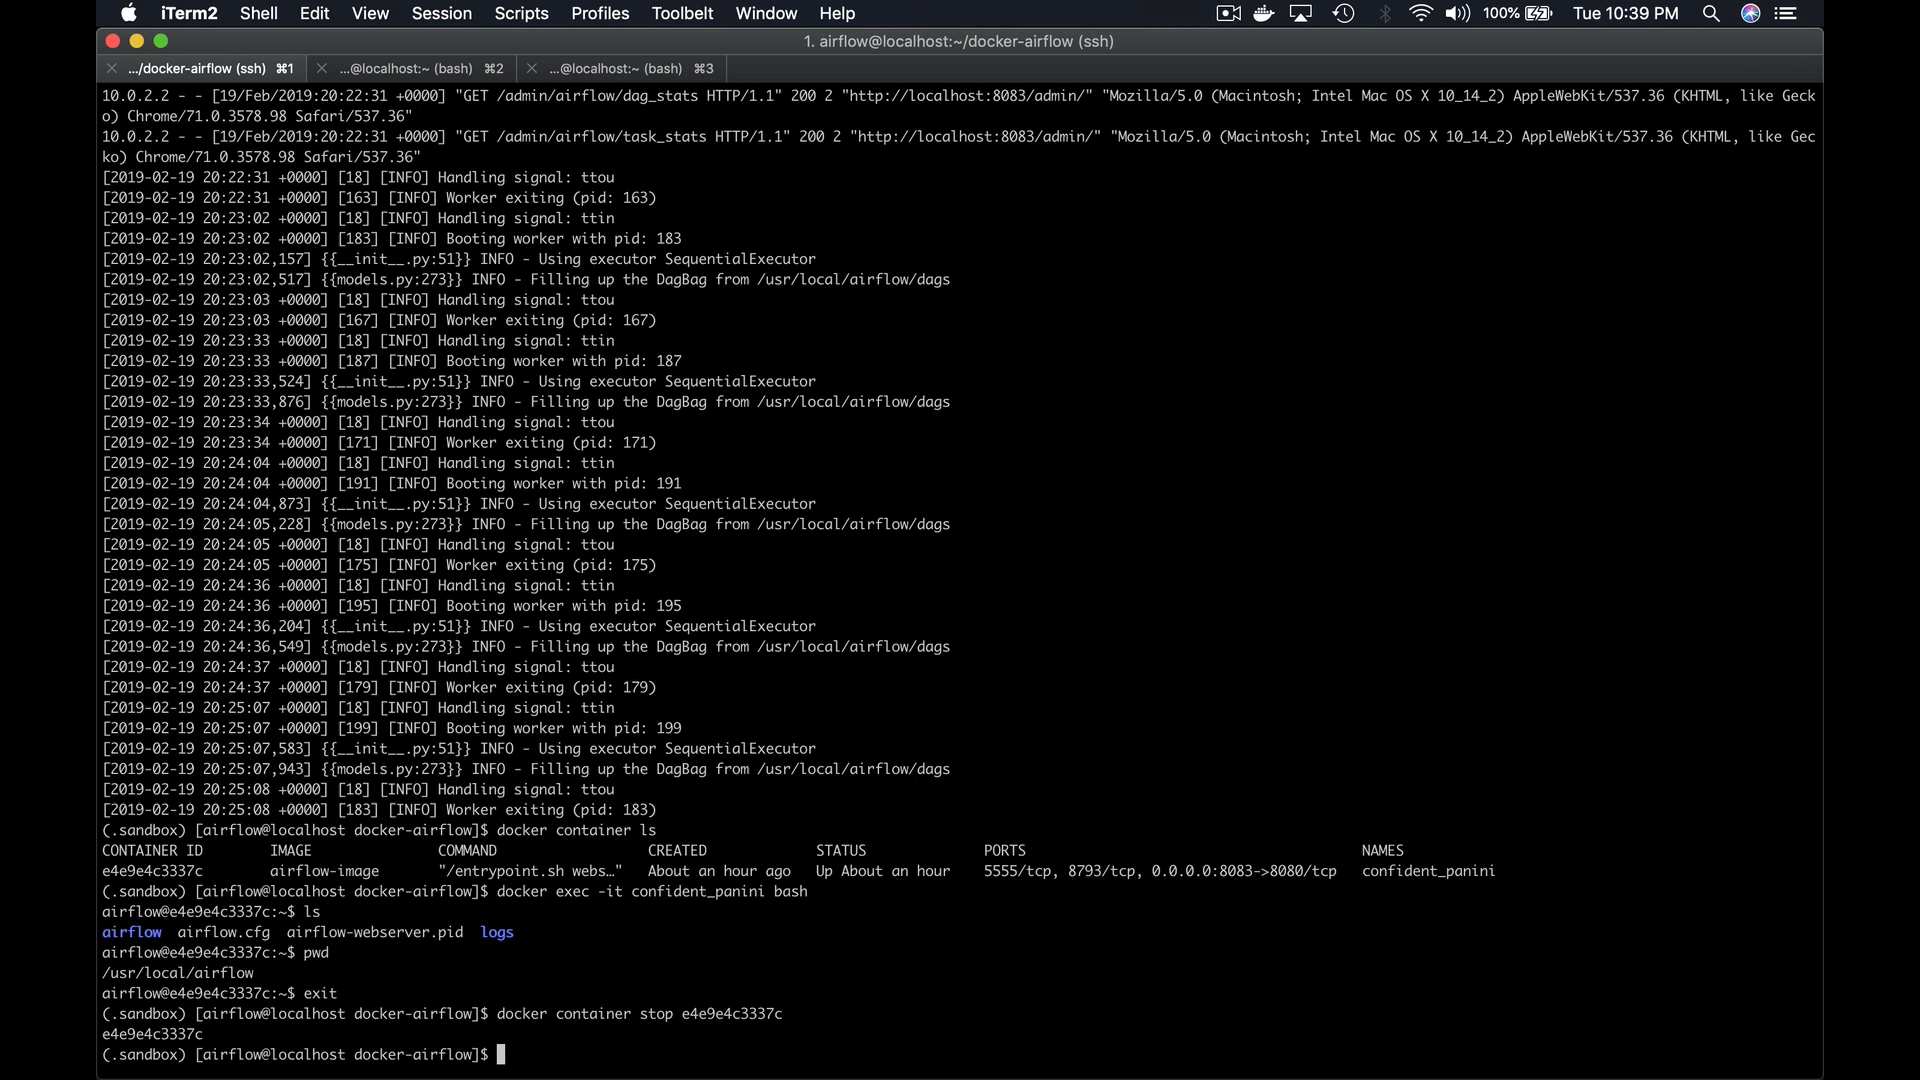 iTerm2 Shell Edit View Session Scripts Profiles Toolbelt Window Help 100% Tue 10:39 PM
1. airflow@localhost:~/docker-airflow (ssh)
.../docker-airflow (ssh) ⌘1 ...@localhost:~ (bash) ⌘2 ...@localhost:~ (bash) ⌘3
10.0.2.2 - - [19/Feb/2019:20:22:31 +0000] "GET /admin/airflow/dag_stats HTTP/1.1" 200 2 "http://localhost:8083/admin/" "Mozilla/5.0 (Macintosh; Intel Mac OS X 10_14_2) AppleWebKit/537.36 (KHTML, like Geck
o) Chrome/71.0.3578.98 Safari/537.36"
10.0.2.2 - - [19/Feb/2019:20:22:31 +0000] "GET /admin/airflow/task_stats HTTP/1.1" 200 2 "http://localhost:8083/admin/" "Mozilla/5.0 (Macintosh; Intel Mac OS X 10_14_2) AppleWebKit/537.36 (KHTML, like Gec
ko) Chrome/71.0.3578.98 Safari/537.36"
[2019-02-19 20:22:31 +0000] [18] [INFO] Handling signal: ttou
[2019-02-19 20:22:31 +0000] [163] [INFO] Worker exiting (pid: 163)
[2019-02-19 20:23:02 +0000] [18] [INFO] Handling signal: ttin
[2019-02-19 20:23:02 +0000] [183] [INFO] Booting worker with pid: 183
[2019-02-19 20:23:02,157] {{__init__.py:51}} INFO - Using executor SequentialExecutor
[2019-02-19 20:23:02,517] {{models.py:273}} INFO - Filling up the DagBag from /usr/local/airflow/dags
[2019-02-19 20:23:03 +0000] [18] [INFO] Handling signal: ttou
[2019-02-19 20:23:03 +0000] [167] [INFO] Worker exiting (pid: 167)
[2019-02-19 20:23:33 +0000] [18] [INFO] Handling signal: ttin
[2019-02-19 20:23:33 +0000] [187] [INFO] Booting worker with pid: 187
[2019-02-19 20:23:33,524] {{__init__.py:51}} INFO - Using executor SequentialExecutor
[2019-02-19 20:23:33,876] {{models.py:273}} INFO - Filling up the DagBag from /usr/local/airflow/dags
[2019-02-19 20:23:34 +0000] [18] [INFO] Handling signal: ttou
[2019-02-19 20:23:34 +0000] [171] [INFO] Worker exiting (pid: 171)
[2019-02-19 20:24:04 +0000] [18] [INFO] Handling signal: ttin
[2019-02-19 20:24:04 +0000] [191] [INFO] Booting worker with pid: 191
[2019-02-19 20:24:04,873] {{__init__.py:51}} INFO - Using executor SequentialExecutor
[2019-02-19 20:24:05,228] {{models.py:273}} INFO - Filling up the DagBag from /usr/local/airflow/dags
[2019-02-19 20:24:05 +0000] [18] [INFO] Handling signal: ttou
[2019-02-19 20:24:05 +0000] [175] [INFO] Worker exiting (pid: 175)
[2019-02-19 20:24:36 +0000] [18] [INFO] Handling signal: ttin
[2019-02-19 20:24:36 +0000] [195] [INFO] Booting worker with pid: 195
[2019-02-19 20:24:36,204] {{__init__.py:51}} INFO - Using executor SequentialExecutor
[2019-02-19 20:24:36,549] {{models.py:273}} INFO - Filling up the DagBag from /usr/local/airflow/dags
[2019-02-19 20:24:37 +0000] [18] [INFO] Handling signal: ttou
[2019-02-19 20:24:37 +0000] [179] [INFO] Worker exiting (pid: 179)
[2019-02-19 20:25:07 +0000] [18] [INFO] Handling signal: ttin
[2019-02-19 20:25:07 +0000] [199] [INFO] Booting worker with pid: 199
[2019-02-19 20:25:07,583] {{__init__.py:51}} INFO - Using executor SequentialExecutor
[2019-02-19 20:25:07,943] {{models.py:273}} INFO - Filling up the DagBag from /usr/local/airflow/dags
[2019-02-19 20:25:08 +0000] [18] [INFO] Handling signal: ttou
[2019-02-19 20:25:08 +0000] [183] [INFO] Worker exiting (pid: 183)
(.sandbox) [airflow@localhost docker-airflow]$ docker container ls
CONTAINER ID IMAGE COMMAND CREATED STATUS PORTS NAMES
e4e9e4c3337c airflow-image "/entrypoint.sh webs…" About an hour ago Up About an hour 5555/tcp, 8793/tcp, 0.0.0.0:8083->8080/tcp confident_panini
(.sandbox) [airflow@localhost docker-airflow]$ docker exec -it confident_panini bash
airflow@e4e9e4c3337c:~$ ls
airflow airflow.cfg airflow-webserver.pid logs
airflow@e4e9e4c3337c:~$ pwd
/usr/local/airflow
airflow@e4e9e4c3337c:~$ exit
(.sandbox) [airflow@localhost docker-airflow]$ docker container stop e4e9e4c3337c
e4e9e4c3337c
(.sandbox) [airflow@localhost docker-airflow]$